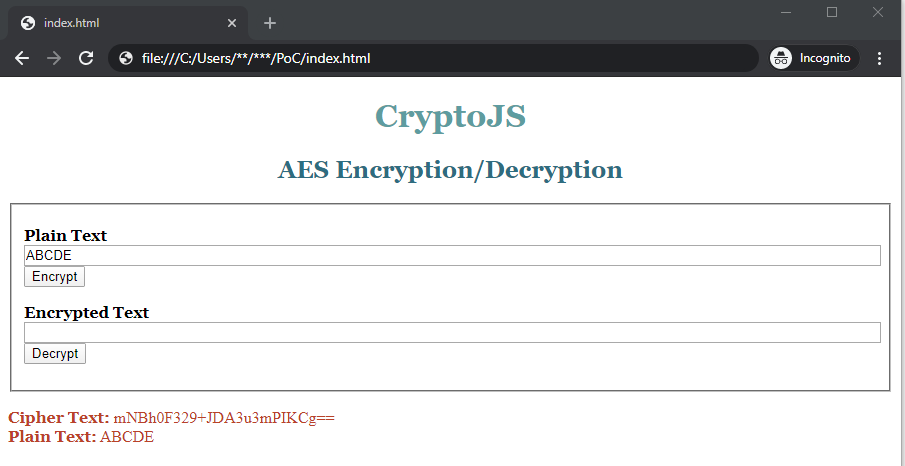 index.html
file:///C:/Users/**/***/PoC/index.html
Incognito
CryptoJS
AES Encryption/Decryption
Plain Text
ABCDE
Encrypt
Encrypted Text
Decrypt
Cipher Text: mNBh0F329+JDA3u3mPIKCg==
Plain Text: ABCDE